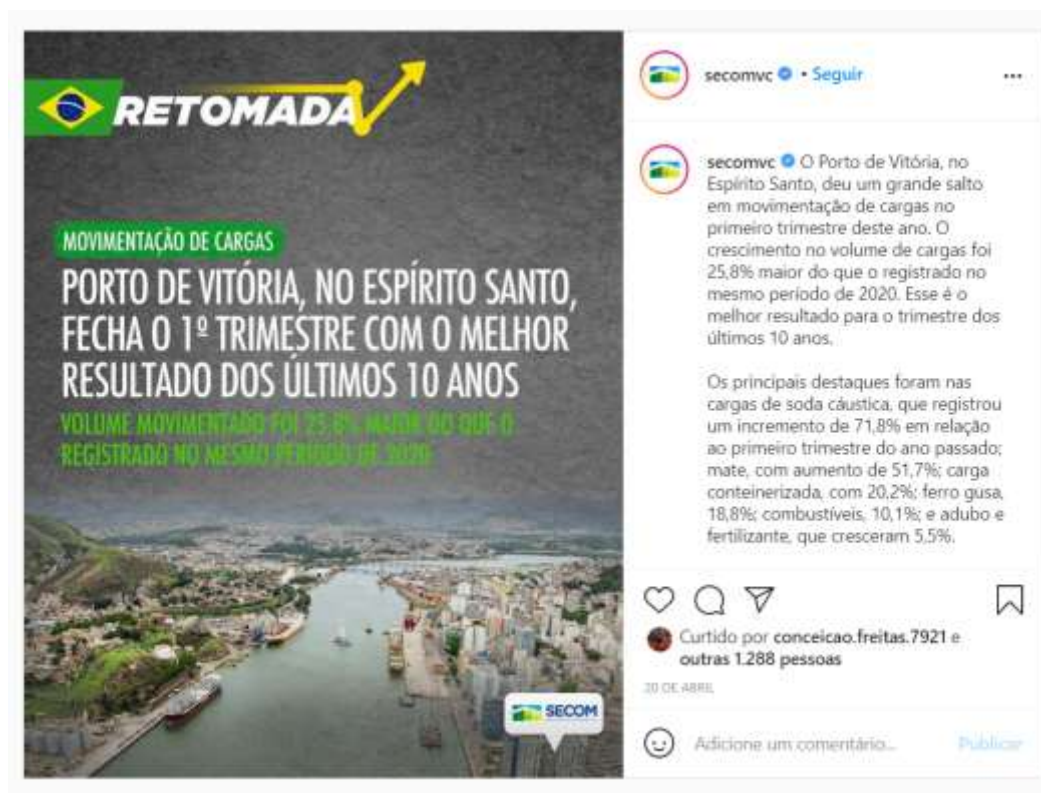 RETOMADA
MOVIMENTAÇÃO DE CARGAS
PORTO DE VITÓRIA, NO ESPÍRITO SANTO,
FECHA O 1º TRIMESTRE COM O MELHOR
RESULTADO DOS ÚLTIMOS 10 ANOS
VOLUME MOVIMENTADO FOI 25,8% MAIOR DO QUE O
REGISTRADO NO MESMO PERÍODO DE 2020
SECOM
secomvc • Seguir
secomvc O Porto de Vitória, no
Espírito Santo, deu um grande salto
em movimentação de cargas no
primeiro trimestre deste ano. O
crescimento no volume de cargas foi
25,8% maior do que o registrado no
mesmo período de 2020. Esse é o
melhor resultado para o trimestre dos
últimos 10 anos.
Os principais destaques foram nas
cargas de soda cáustica, que registrou
um incremento de 71,8% em relação
ao primeiro trimestre do ano passado;
mate, com aumento de 51,7%; carga
conteinerizada, com 20,2%; ferro gusa,
18,8%; combustíveis, 10,1%; e adubo e
fertilizante, que cresceram 5,5%.
Curtido por conceicao.freitas.7921 e
outras 1.288 pessoas
20 DE ABRIL
Adicione um comentário... Publicar